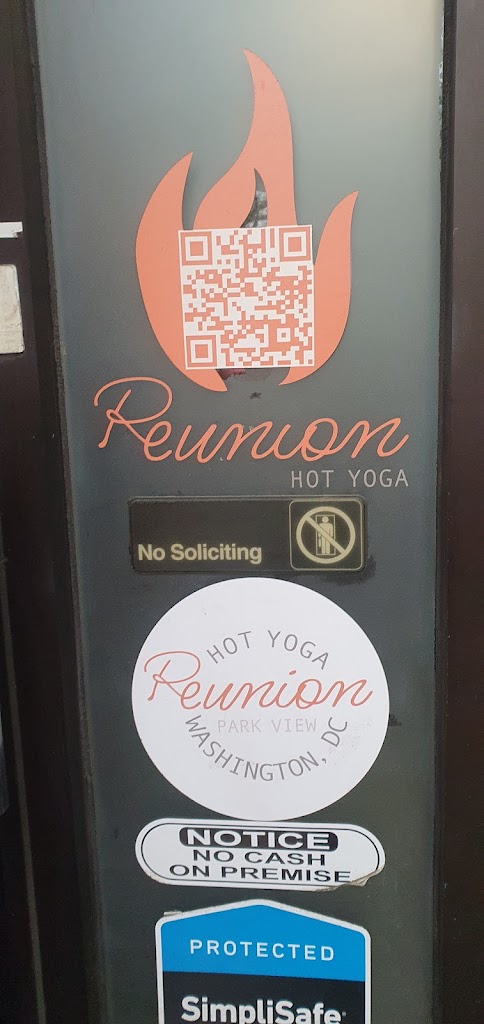 Reunion
HOT YOGA
No Soliciting
HOT YOGA
Reunion
PARK VIEW
WASHINGTON, DC
NOTICE
NO CASH
ON PREMISE
PROTECTED
SimpliSafe